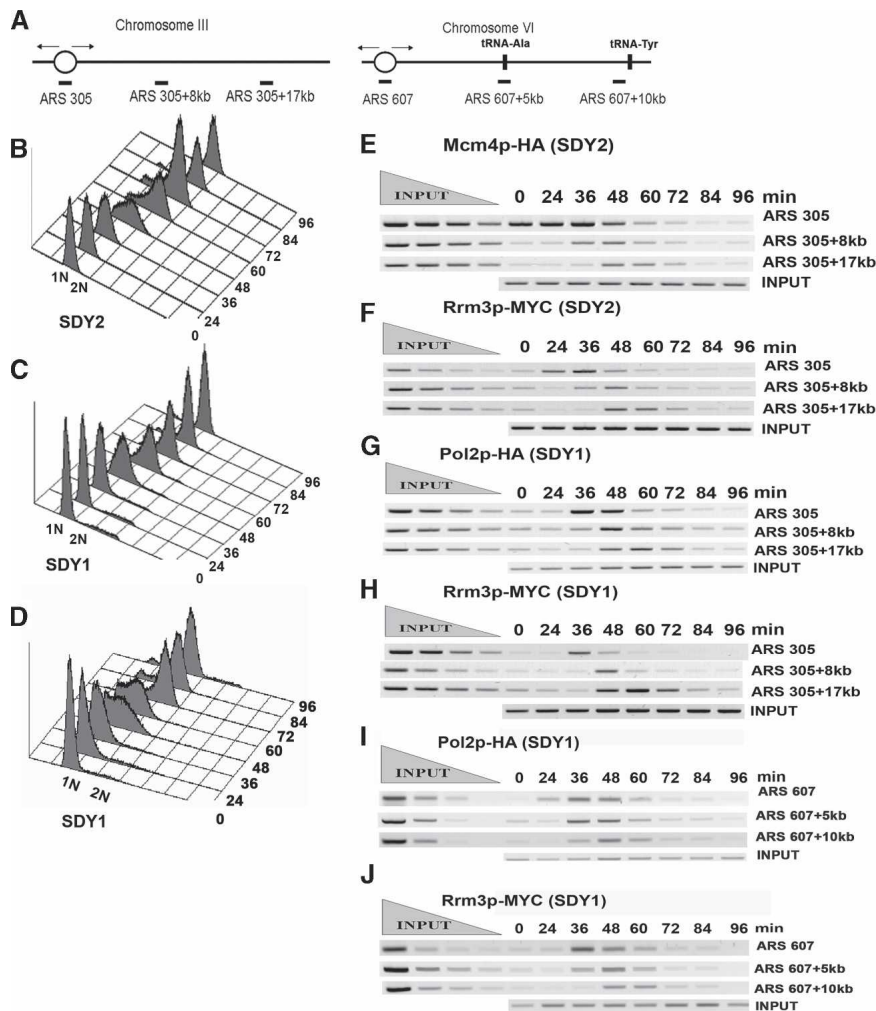 A
Chromosome III
ARS 305
ARS 305+8kb
ARS 305+17kb
Chromosome VI
tRNA-Ala
tRNA-Tyr
ARS 607
ARS 607+5kb
ARS 607+10kb
B
1N
2N
SDY2
0
24
36
48
60
72
84
96
C
1N
2N
SDY1
0
24
36
48
60
72
84
96
D
1N
2N
SDY1
0
24
36
48
60
72
84
96
E
Mcm4p-HA (SDY2)
INPUT 0 24 36 48 60 72 84 96 min
ARS 305
ARS 305+8kb
ARS 305+17kb
INPUT
F
Rrm3p-MYC (SDY2)
INPUT 0 24 36 48 60 72 84 96 min
ARS 305
ARS 305+8kb
ARS 305+17kb
INPUT
G
Pol2p-HA (SDY1)
INPUT 0 24 36 48 60 72 84 96 min
ARS 305
ARS 305+8kb
ARS 305+17kb
INPUT
H
Rrm3p-MYC (SDY1)
INPUT 0 24 36 48 60 72 84 96 min
ARS 305
ARS 305+8kb
ARS 305+17kb
INPUT
I
Pol2p-HA (SDY1)
INPUT 0 24 36 48 60 72 84 96 min
ARS 607
ARS 607+5kb
ARS 607+10kb
INPUT
J
Rrm3p-MYC (SDY1)
INPUT 0 24 36 48 60 72 84 96 min
ARS 607
ARS 607+5kb
ARS 607+10kb
INPUT